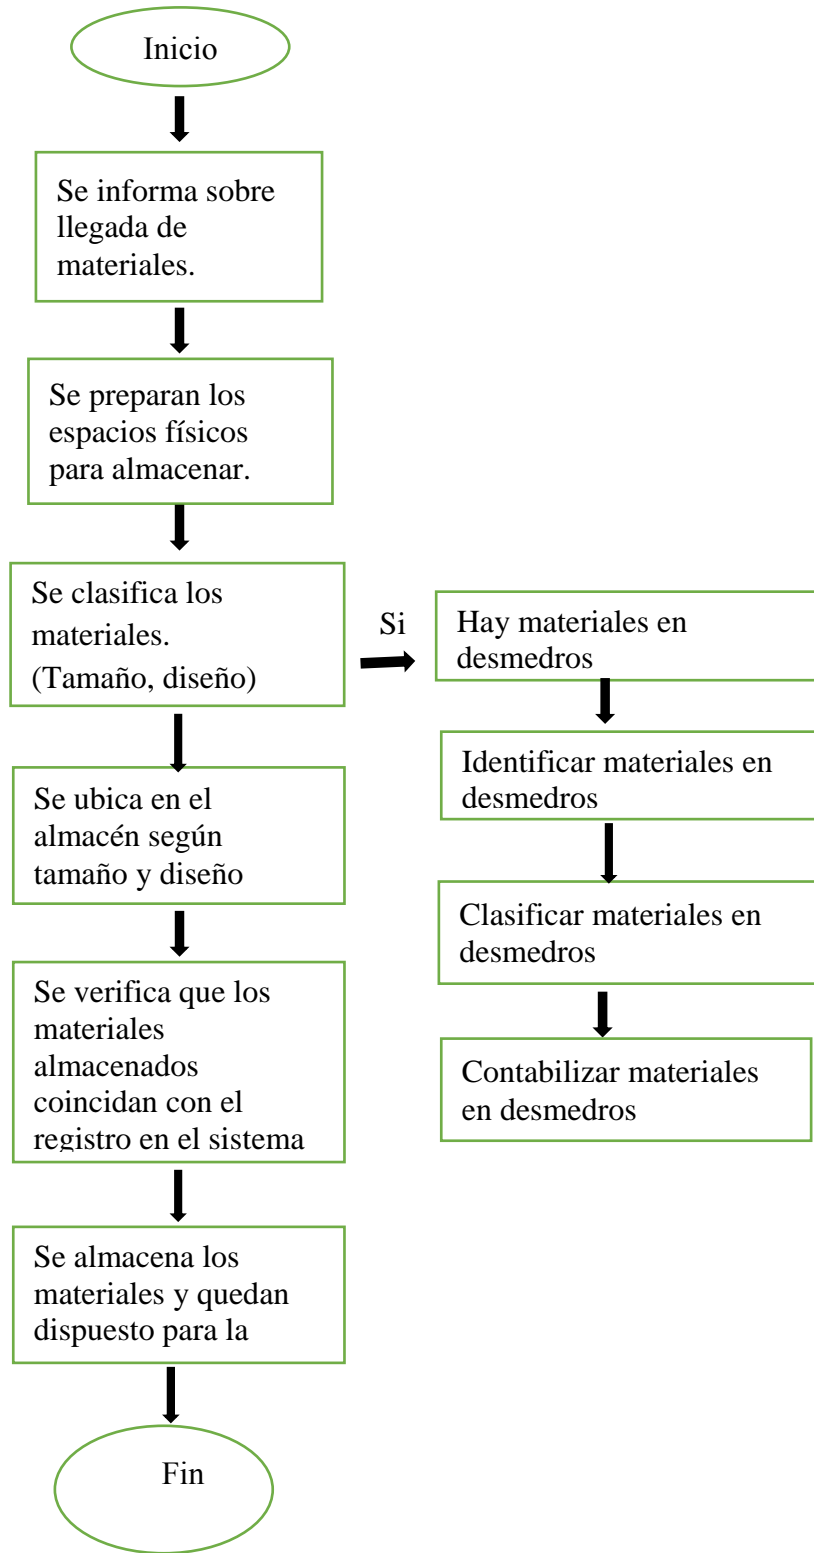 Inicio
Se informa sobre
llegada de
materiales.
Se preparan los
espacios físicos
para almacenar.
Se clasifica los
materiales.
(Tamaño, diseño)
Si
Hay materiales en
desmedros
Identificar materiales en
desmedros
Clasificar materiales en
desmedros
Contabilizar materiales
en desmedros
Se ubica en el
almacén según
tamaño y diseño
Se verifica que los
materiales
almacenados
coincidan con el
registro en el sistema
Se almacena los
materiales y quedan
dispuesto para la
Fin